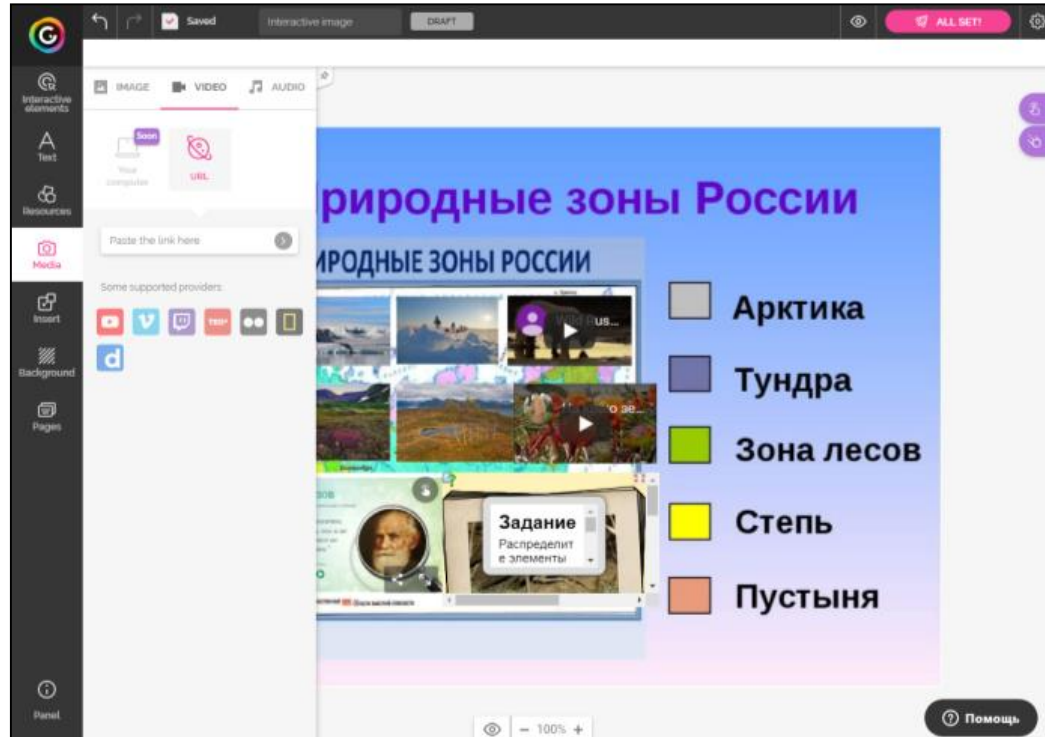 Saved
Interactive image
DRAFT
ALL SET!
Interactive
elements
Text
Resources
Media
Insert
Background
Pages
Panel
IMAGE
VIDEO
AUDIO
Soon
Your
computer
URL
Paste the link here
Some supported providers:
риродные зоны России
ИРОДНЫЕ ЗОНЫ РОССИИ
Задание
Распределит
е элементы
Арктика
Тундра
Зона лесов
Степь
Пустыня
100%
Помощь